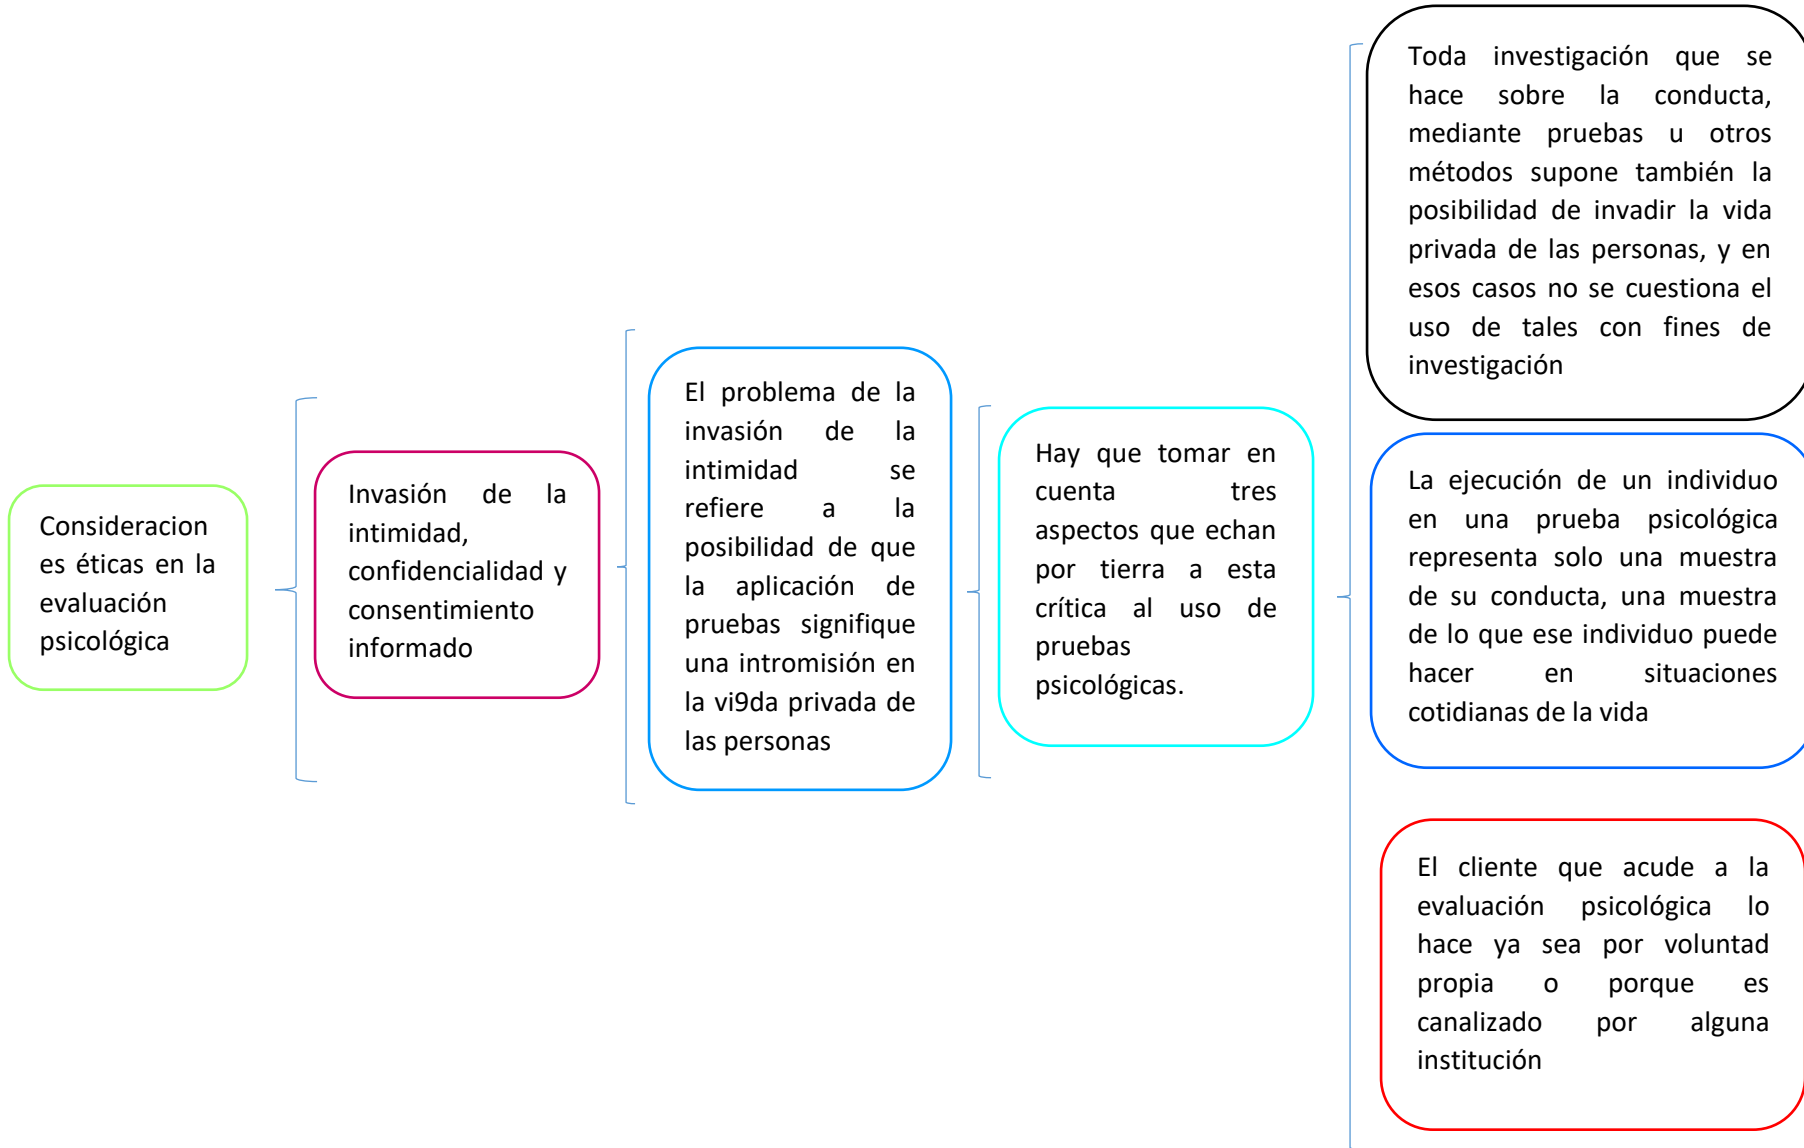 Consideracion
es éticas en la
evaluación
psicológica
Invasión de la
intimidad,
confidencialidad y
consentimiento
informado
El problema de la
invasión de la
intimidad se
refiere a la
posibilidad de que
la aplicación de
pruebas signifique
una intromisión en
la vi9da privada de
las personas
Hay que tomar en
cuenta tres
aspectos que echan
por tierra a esta
crítica al uso de
pruebas
psicológicas.
Toda investigación que se
hace sobre la conducta,
mediante pruebas u otros
métodos supone también la
posibilidad de invadir la vida
privada de las personas, y en
esos casos no se cuestiona el
uso de tales con fines de
investigación
La ejecución de un individuo
en una prueba psicológica
representa solo una muestra
de su conducta, una muestra
de lo que ese individuo puede
hacer en situaciones
cotidianas de la vida
El cliente que acude a la
evaluación psicológica lo
hace ya sea por voluntad
propia o porque es
canalizado por alguna
institución